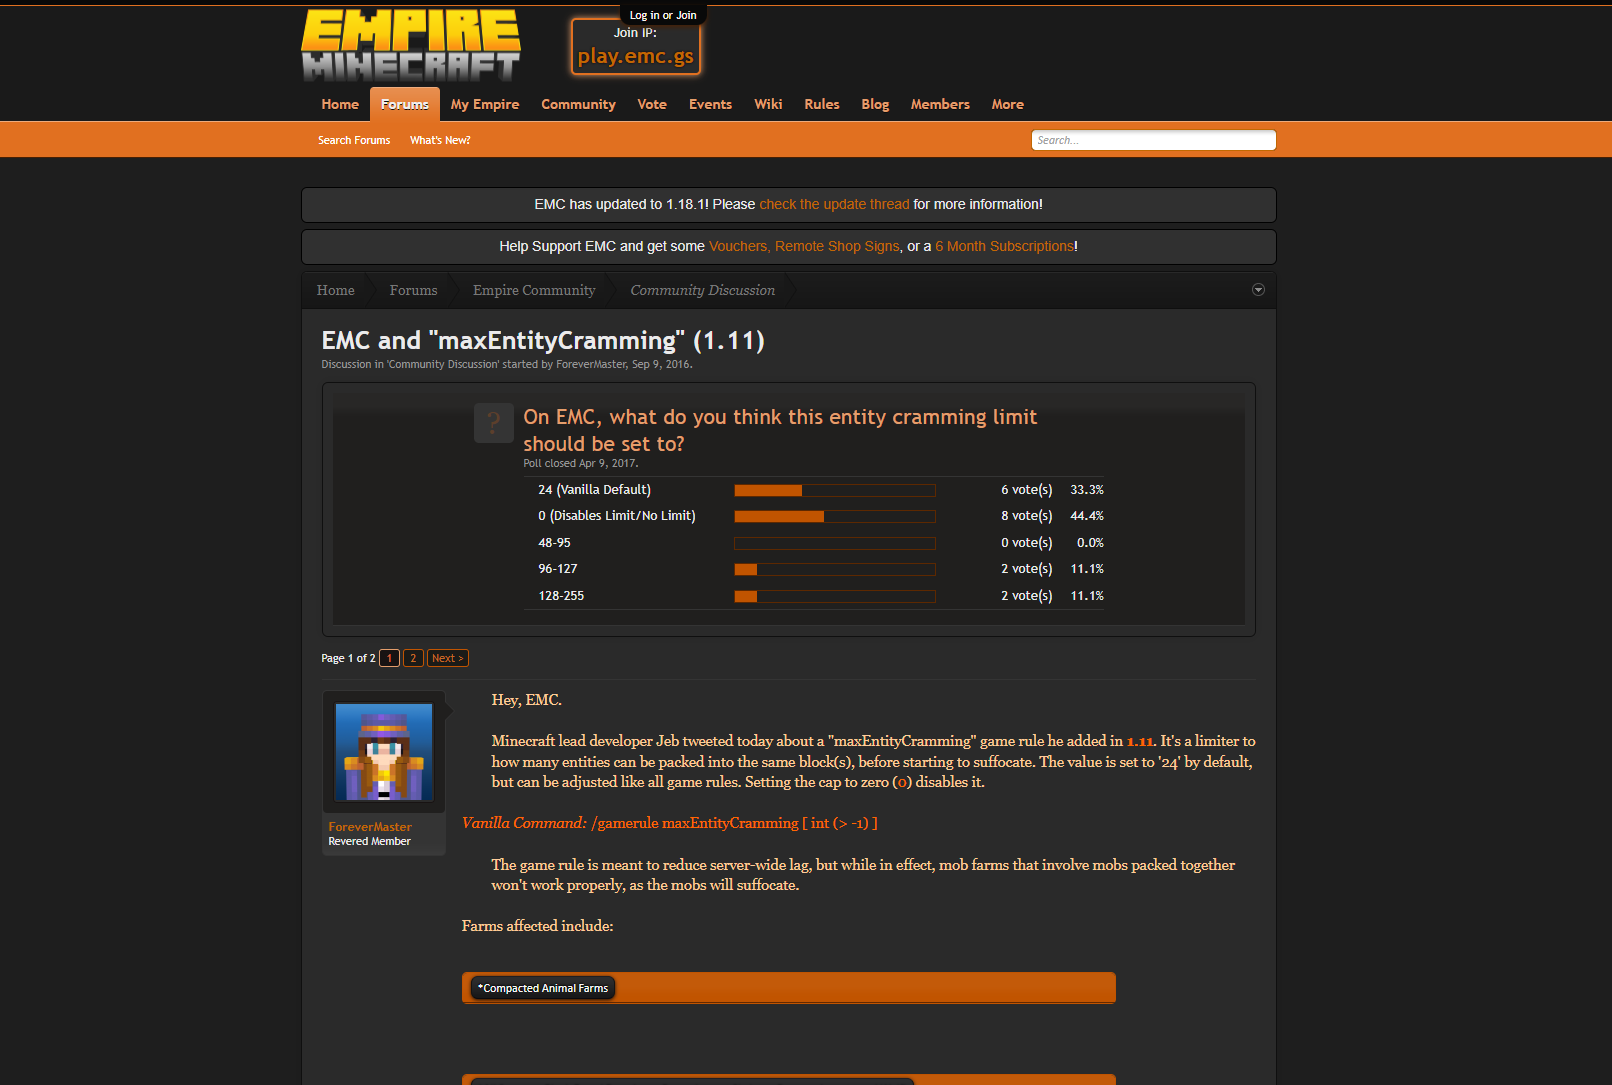 Log in or Join
EMPIRE
MINECRAFT
Join IP:
play.emc.gs
Home Forums My Empire Community Vote Events Wiki Rules Blog Members More
Search Forums What's New?
Search...
EMC has updated to 1.18.1! Please check the update thread for more information!
Help Support EMC and get some Vouchers, Remote Shop Signs, or a 6 Month Subscriptions!
Home Forums Empire Community Community Discussion
EMC and "maxEntityCramming" (1.11)
Discussion in 'Community Discussion' started by ForeverMaster, Sep 9, 2016.
?
On EMC, what do you think this entity cramming limit
should be set to?
Poll closed Apr 9, 2017.
24 (Vanilla Default) 6 vote(s) 33.3%
0 (Disables Limit/No Limit) 8 vote(s) 44.4%
48-95 0 vote(s) 0.0%
96-127 2 vote(s) 11.1%
128-255 2 vote(s) 11.1%
Page 1 of 2 1 2 Next >
ForeverMaster
Revered Member
Hey, EMC.
Minecraft lead developer Jeb tweeted today about a "maxEntityCramming" game rule he added in 1.11. It's a limiter to
how many entities can be packed into the same block(s), before starting to suffocate. The value is set to '24' by default,
but can be adjusted like all game rules. Setting the cap to zero (0) disables it.
Vanilla Command: /gamerule maxEntityCramming [ int (> -1) ]
The game rule is meant to reduce server-wide lag, but while in effect, mob farms that involve mobs packed together
won't work properly, as the mobs will suffocate.
Farms affected include:
*Compacted Animal Farms